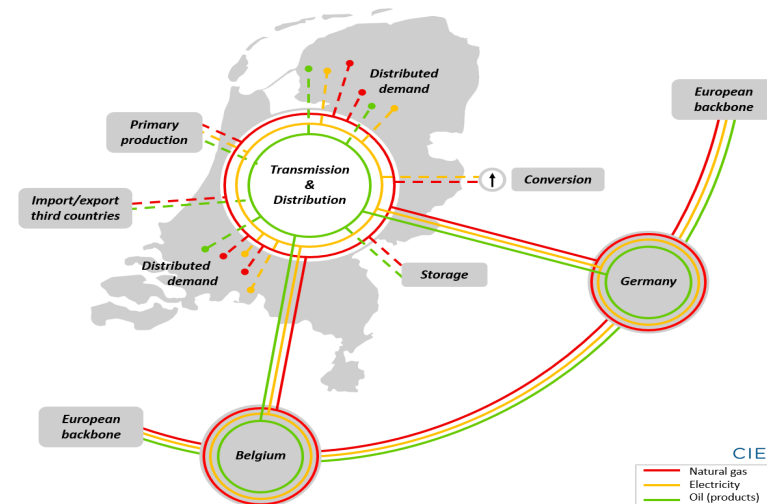 Distributed
demand
European
backbone
Primary
production
Transmission
&
Distribution
Conversion
Import/export
third countries
Distributed
demand
Storage
Germany
European
backbone
Belgium
CIE
Natural gas
Electricity
Oil (products)